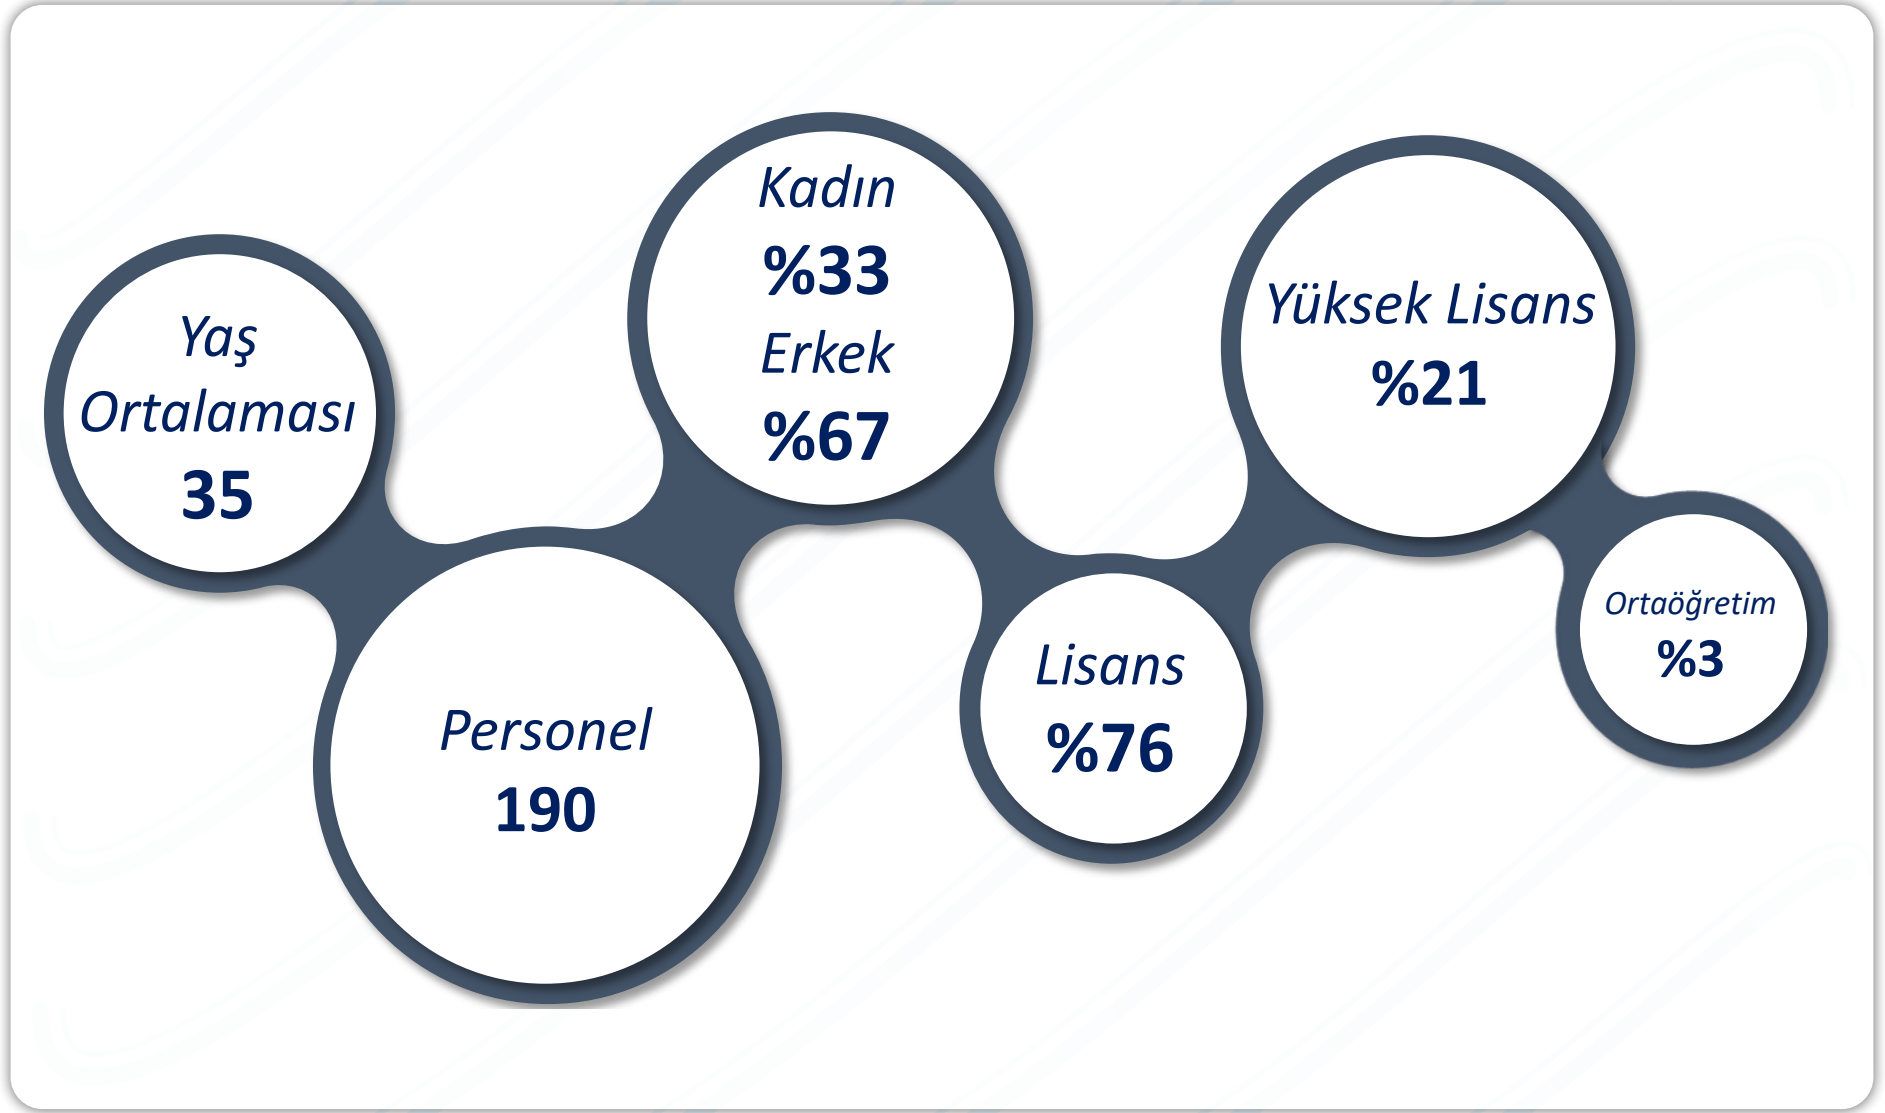 Yaş
Ortalaması
35
Personel
190
Kadın
%33
Erkek
%67
Lisans
%76
Yüksek Lisans
%21
Ortaöğretim
%3